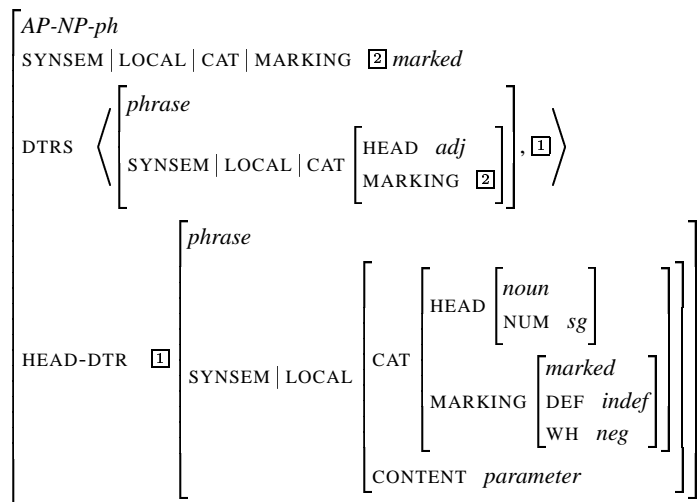 AP-NP-ph
SYNSEM | LOCAL | CAT | MARKING 2 marked
phrase
DTRS ⟨ SYNSEM | LOCAL | CAT HEAD adj , 1 ⟩
MARKING 2
phrase
HEAD noun
NUM sg
CAT
HEAD-DTR 1 SYNSEM | LOCAL
marked
MARKING DEF indef
WH neg
CONTENT parameter